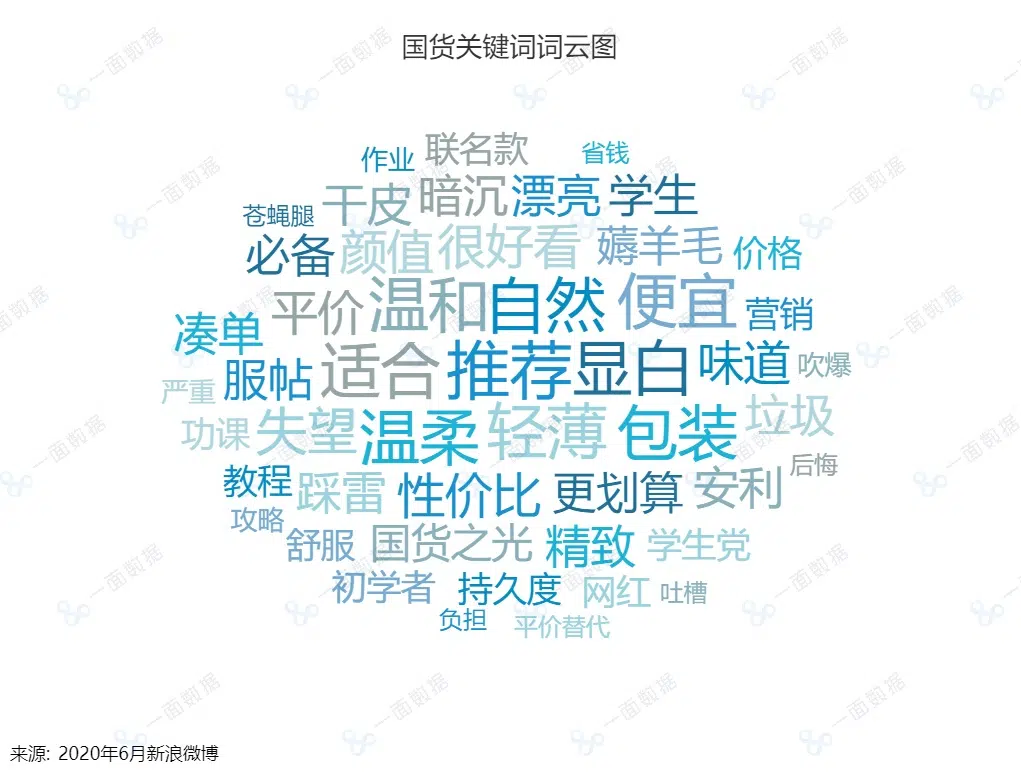 国货关键词词云图
作业 联名款 省钱
苍蝇腿 干皮 暗沉 漂亮 学生
必备 颜值 很好看 薅羊毛 价格
凑单 平价 温和 自然 便宜 营销
严重 服帖 适合 推荐 显白 味道 吹爆
功课 失望 温柔 轻薄 包装 垃圾
教程 踩雷 性价比 更划算 安利 后悔
攻略 舒服 国货之光 精致 学生党
初学者 持久度 网红 吐槽
负担 平价替代
来源: 2020年6月新浪微博
一面数据